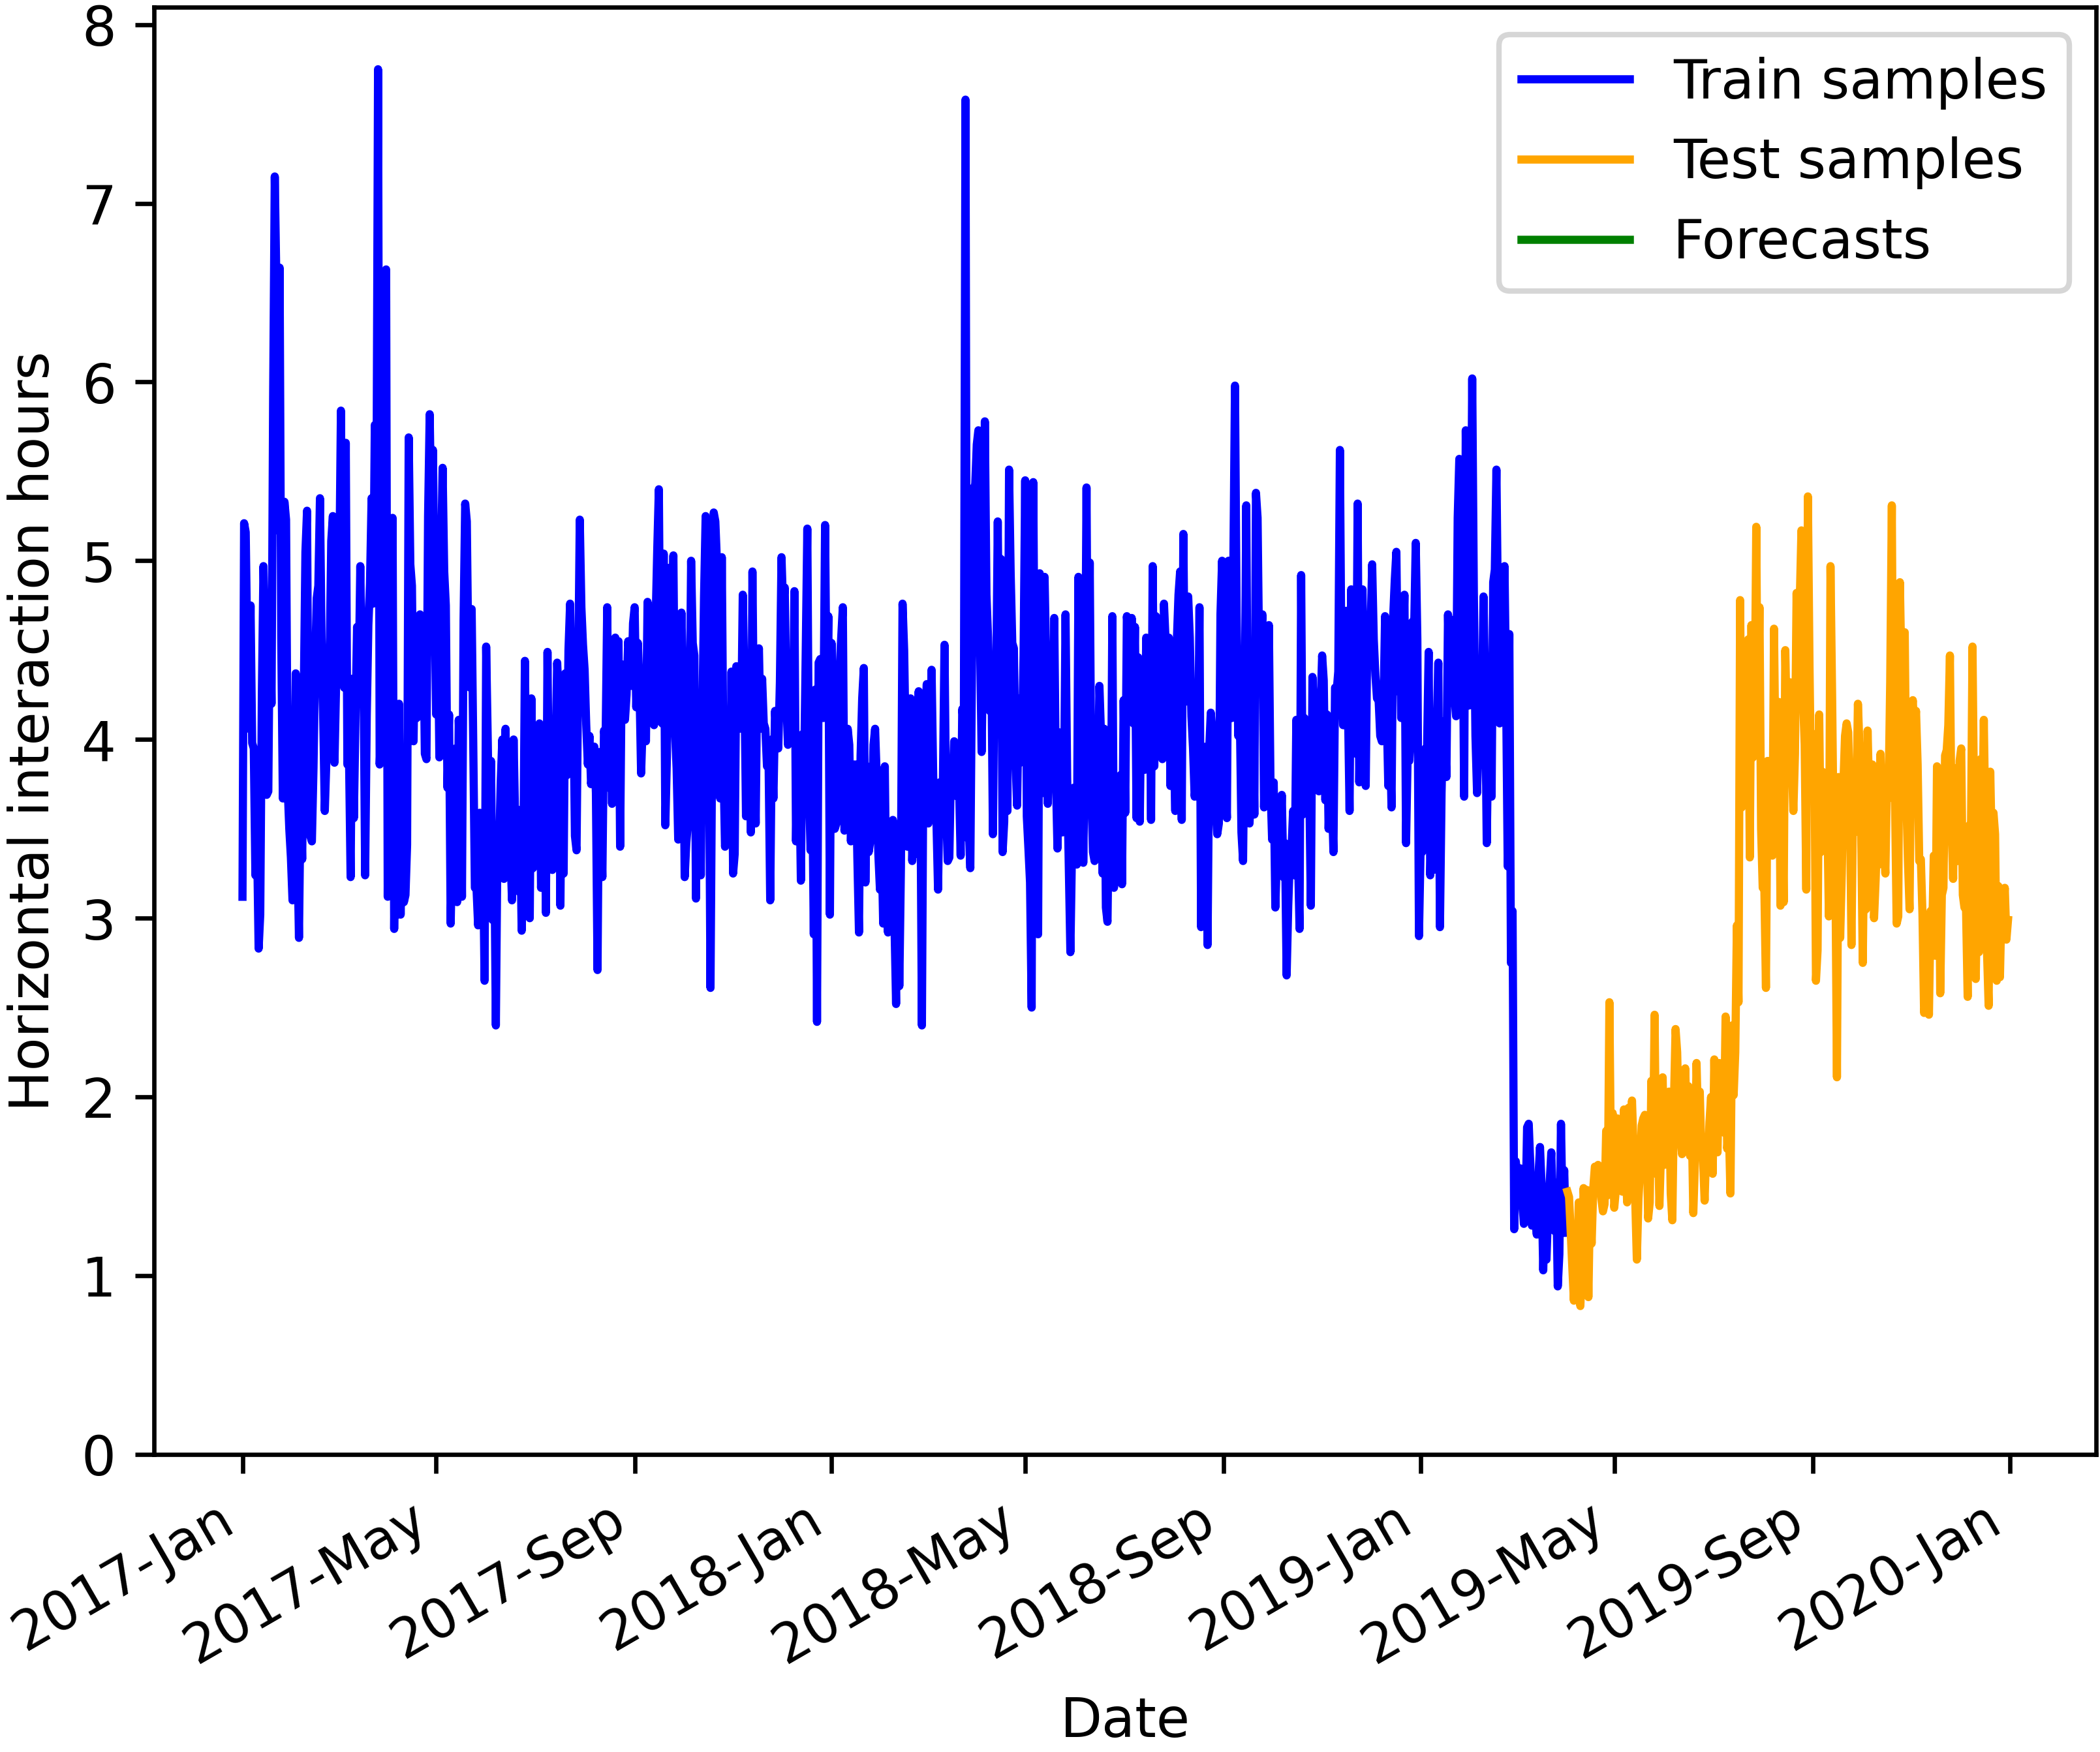 Train samples
Test samples
Forecasts
Horizontal interaction hours
8
7
6
5
4
3
2
1
0
2017-Jan
2017-May
2017-Sep
2018-Jan
2018-May
2018-Sep
2019-Jan
2019-May
2019-Sep
2020-Jan
Date